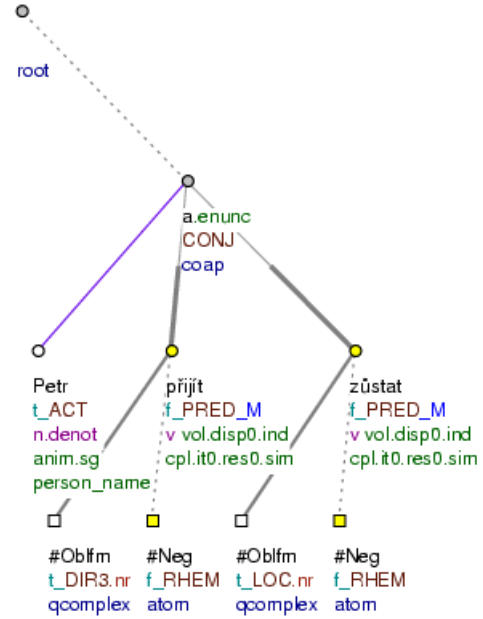 root
a.enunc
CONJ
coap
Petr
t_ACT
n.denot
anim.sg
person_name
přijít
f_PRED_M
v vol.disp0.ind
cpl.it0.res0.sim
zůstat
f_PRED_M
v vol.disp0.ind
cpl.it0.res0.sim
#Oblfm
t_DIR3.nr
qcomplex
#Neg
f_RHEM
atom
#Oblfm
t_LOC.nr
qcomplex
#Neg
f_RHEM
atom